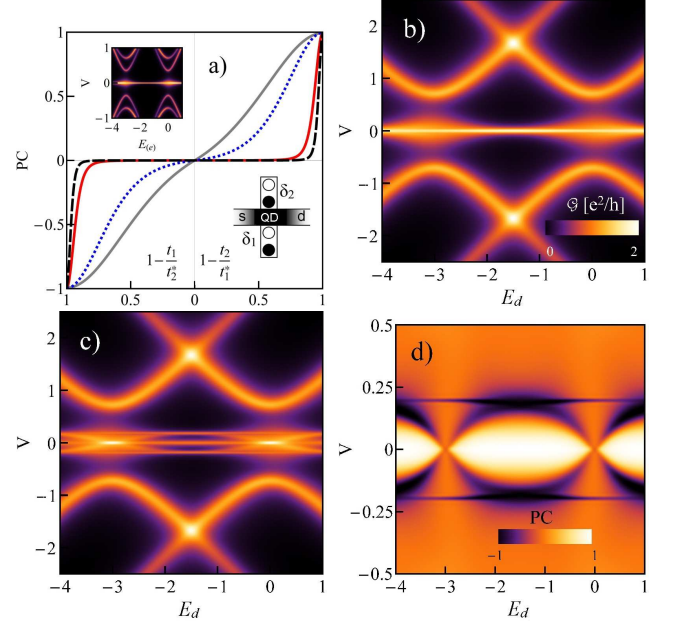 a)
PC
1
0.5
0
−0.5
−1
1
0.5
0
0.5
1
V
1
0
−1
−4
−2
0
E(e)
δ2
s QD d
δ1
1−t1/t2*
1−t2/t1*
b)
V
2
1
0
−1
−2
𝒢 [e²/h]
0 2
−4 −3 −2 −1 0 1
Ed
c)
V
2
1
0
−1
−2
−4 −3 −2 −1 0 1
Ed
d)
V
0.5
0.25
0
−0.25
−0.5
PC
−1 1
−4 −3 −2 −1 0 1
Ed